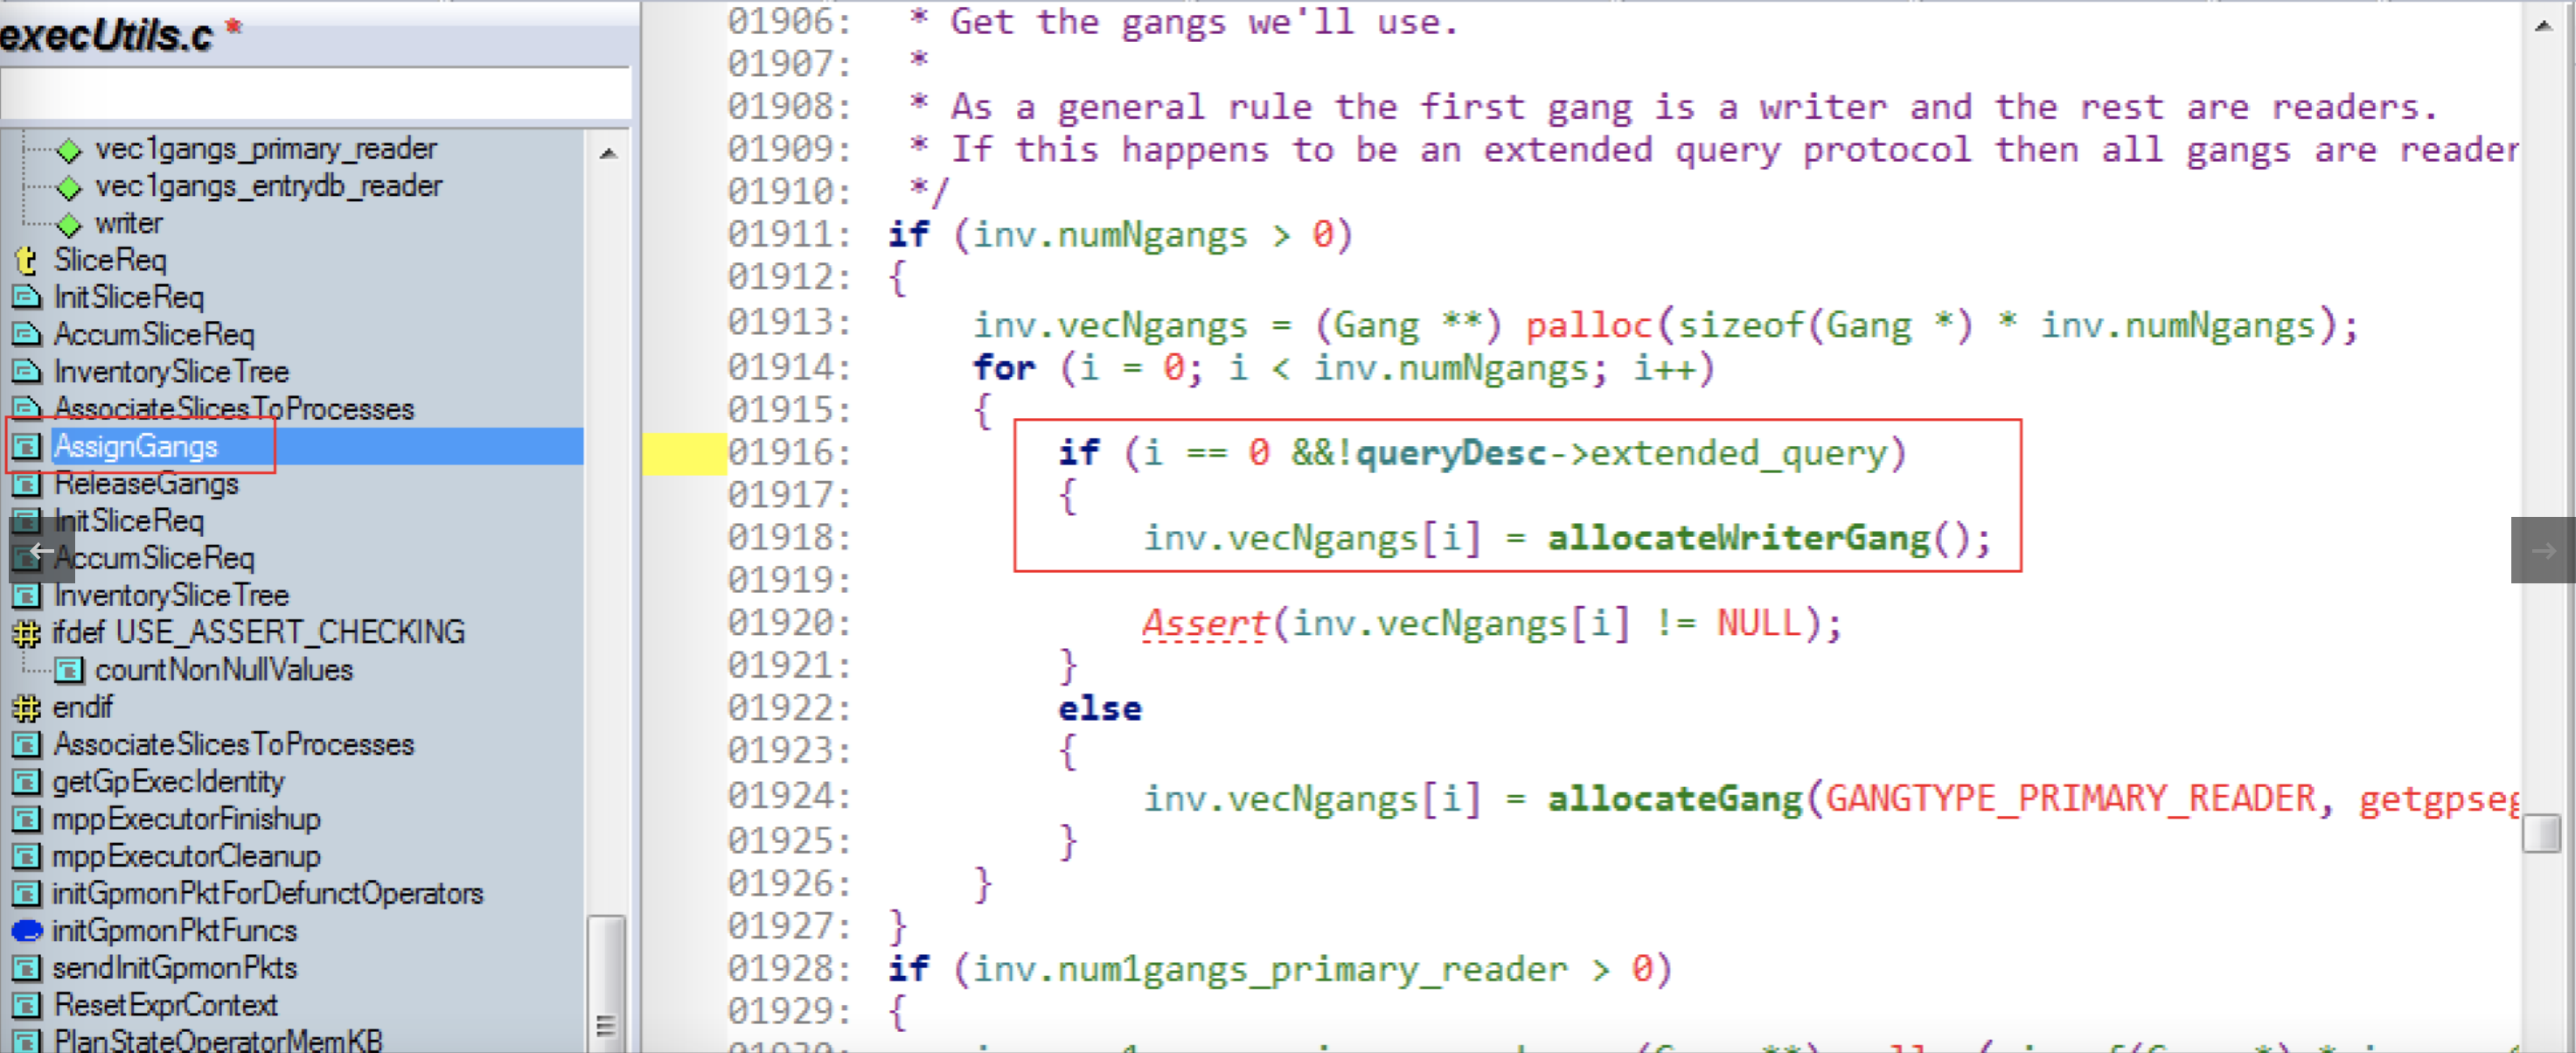 execUtils.c *
vec1gangs_primary_reader
vec1gangs_entrydb_reader
writer
SliceReq
InitSliceReq
AccumSliceReq
InventorySliceTree
AssociateSlicesToProcesses
AssignGangs
ReleaseGangs
InitSliceReq
AccumSliceReq
InventorySliceTree
ifdef USE_ASSERT_CHECKING
countNonNullValues
endif
AssociateSlicesToProcesses
getGpExecIdentity
mppExecutorFinishup
mppExecutorCleanup
initGpmonPktForDefunctOperators
initGpmonPktFuncs
sendInitGpmonPkts
ResetExprContext
PlanStateOperatorMemKB
01906: * Get the gangs we'll use.
01907: *
01908: * As a general rule the first gang is a writer and the rest are readers.
01909: * If this happens to be an extended query protocol then all gangs are reader
01910: */
01911: if (inv.numNgangs > 0)
01912: {
01913: inv.vecNgangs = (Gang **) palloc(sizeof(Gang *) * inv.numNgangs);
01914: for (i = 0; i < inv.numNgangs; i++)
01915: {
01916: if (i == 0 &&!queryDesc->extended_query)
01917: {
01918: inv.vecNgangs[i] = allocateWriterGang();
01919:
01920: Assert(inv.vecNgangs[i] != NULL);
01921: }
01922: else
01923: {
01924: inv.vecNgangs[i] = allocateGang(GANGTYPE_PRIMARY_READER, getgpseg
01925: }
01926: }
01927: }
01928: if (inv.num1gangs_primary_reader > 0)
01929: {